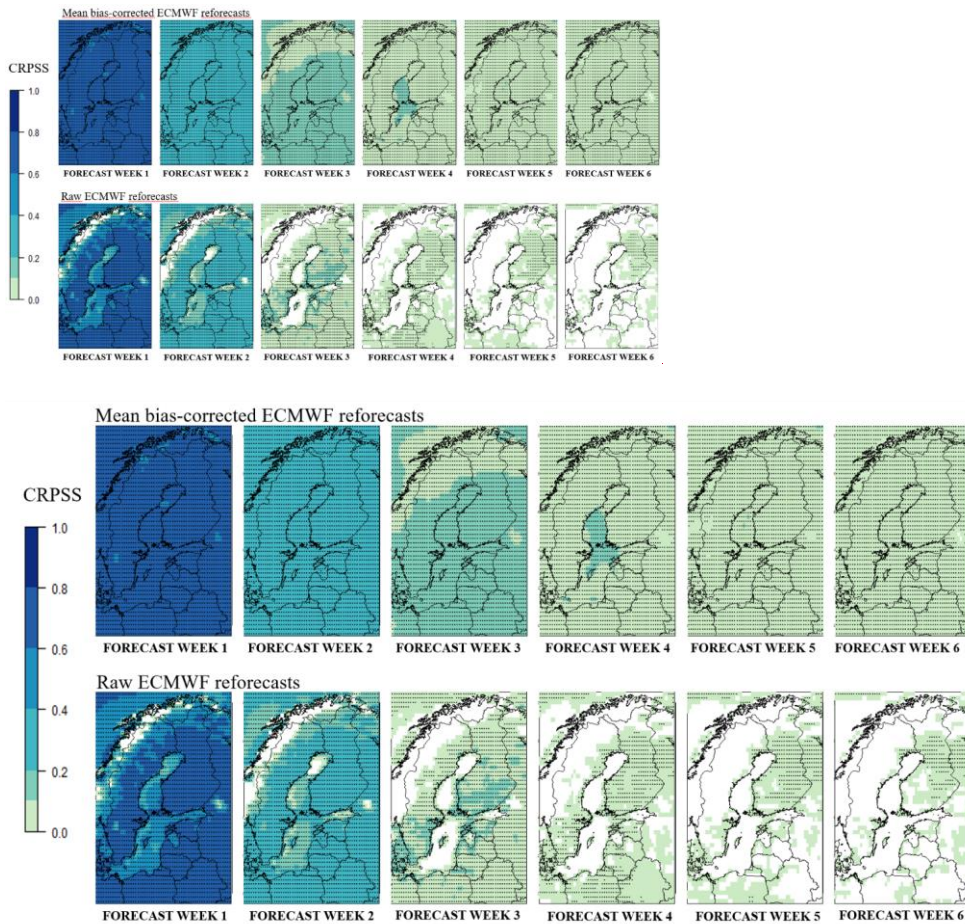 Mean bias-corrected ECMWF reforecasts
CRPSS
1.0
0.8
0.6
0.4
0.2
0.0
FORECAST WEEK 1 FORECAST WEEK 2 FORECAST WEEK 3 FORECAST WEEK 4 FORECAST WEEK 5 FORECAST WEEK 6
Raw ECMWF reforecasts
FORECAST WEEK 1 FORECAST WEEK 2 FORECAST WEEK 3 FORECAST WEEK 4 FORECAST WEEK 5 FORECAST WEEK 6
Mean bias-corrected ECMWF reforecasts
CRPSS
1.0
0.8
0.6
0.4
0.2
0.0
FORECAST WEEK 1 FORECAST WEEK 2 FORECAST WEEK 3 FORECAST WEEK 4 FORECAST WEEK 5 FORECAST WEEK 6
Raw ECMWF reforecasts
FORECAST WEEK 1 FORECAST WEEK 2 FORECAST WEEK 3 FORECAST WEEK 4 FORECAST WEEK 5 FORECAST WEEK 6